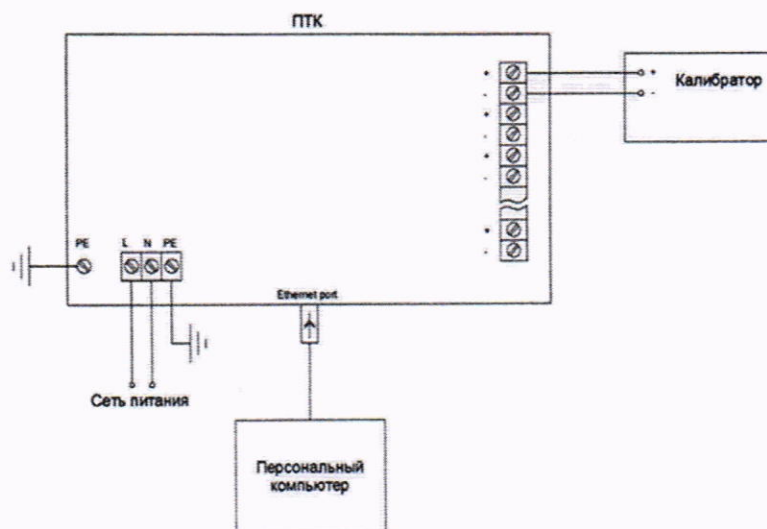 ПТК
+
-
+
-
+
-
+
-
+
-
Калибратор
PE
L N PE
Ethernet port
Сеть питания
Персональный
компьютер